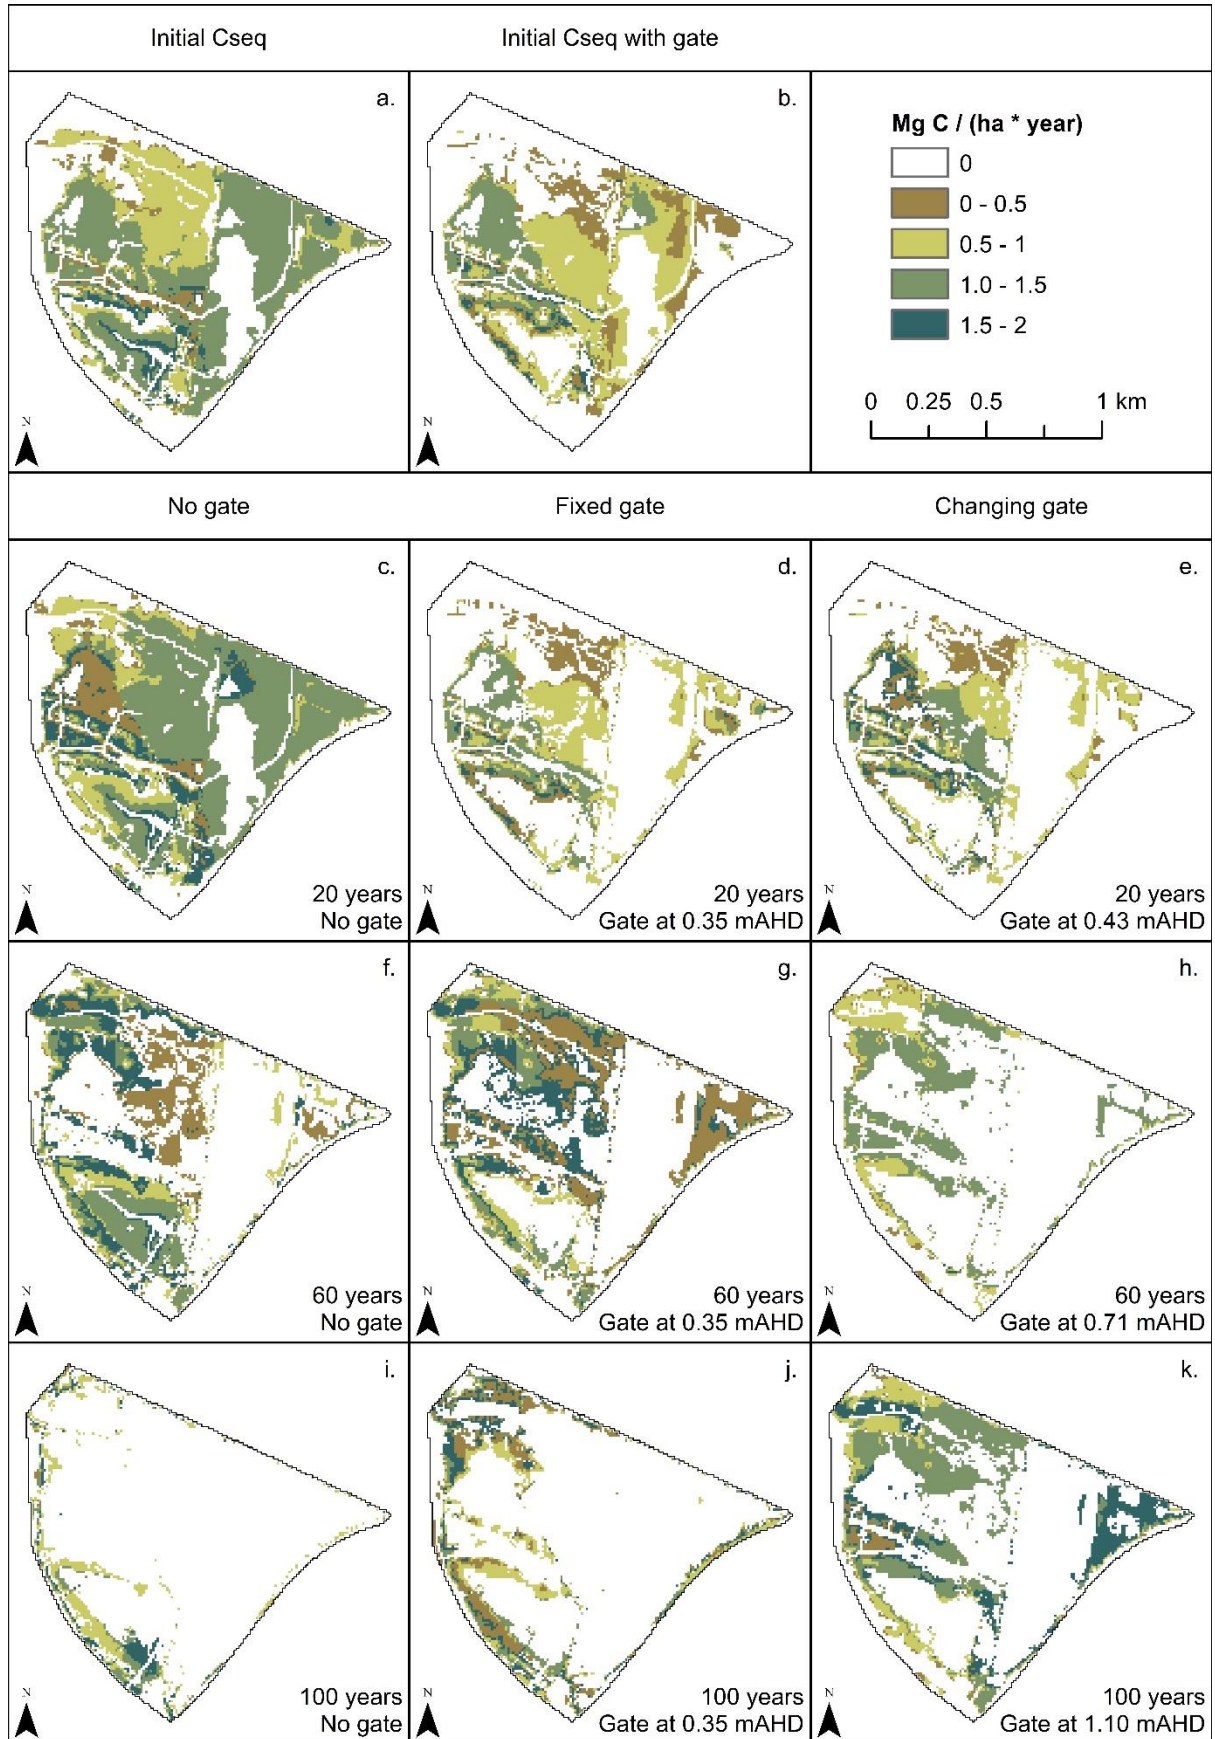 Initial Cseq
Initial Cseq with gate
a.
b.
Mg C / (ha * year)
0
0 - 0.5
0.5 - 1
1.0 - 1.5
1.5 - 2
0 0.25 0.5 1 km
N
N
No gate
Fixed gate
Changing gate
c.
d.
e.
N
20 years
No gate
N
20 years
Gate at 0.35 mAHD
N
20 years
Gate at 0.43 mAHD
f.
g.
h.
N
60 years
No gate
N
60 years
Gate at 0.35 mAHD
N
60 years
Gate at 0.71 mAHD
i.
j.
k.
N
100 years
No gate
N
100 years
Gate at 0.35 mAHD
N
100 years
Gate at 1.10 mAHD